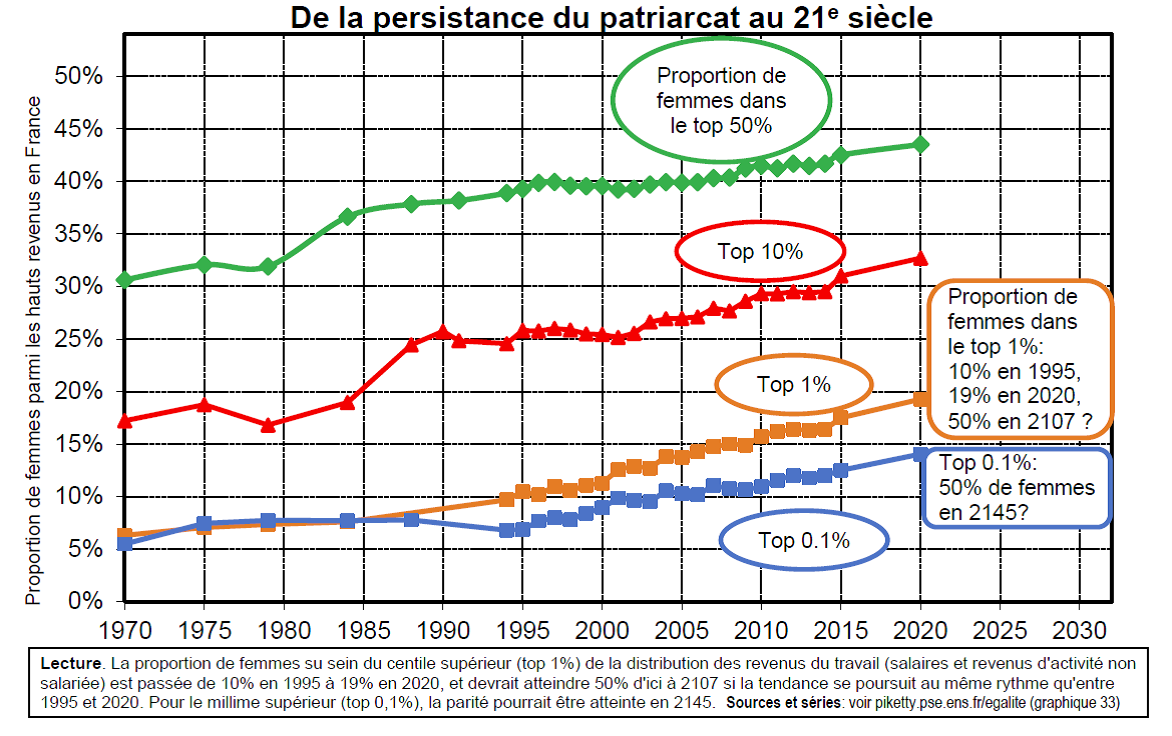 De la persistance du patriarcat au 21e siècle
Proportion de femmes parmi les hauts revenus en France
50%
45%
40%
35%
30%
25%
20%
15%
10%
5%
0%
Proportion de
femmes dans
le top 50%
Top 10%
Top 1%
Top 0.1%
Proportion de
femmes dans
le top 1%:
10% en 1995,
19% en 2020,
50% en 2107 ?
Top 0.1%:
50% de femmes
en 2145?
1970 1975 1980 1985 1990 1995 2000 2005 2010 2015 2020 2025 2030
Lecture. La proportion de femmes su sein du centile supérieur (top 1%) de la distribution des revenus du travail (salaires et revenus d'activité non
salariée) est passée de 10% en 1995 à 19% en 2020, et devrait atteindre 50% d'ici à 2107 si la tendance se poursuit au même rythme qu'entre
1995 et 2020. Pour le millime supérieur (top 0,1%), la parité pourrait être atteinte en 2145. Sources et séries: voir piketty.pse.ens.fr/egalite (graphique 33)